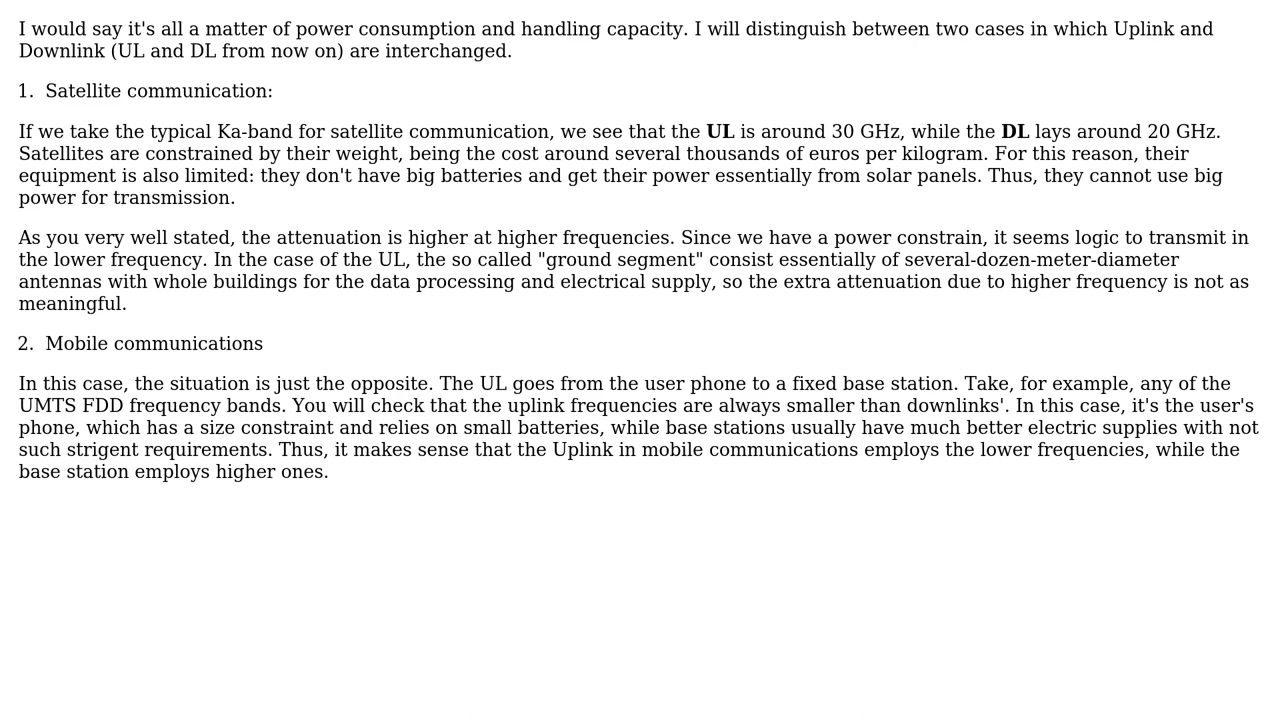 I would say it's all a matter of power consumption and handling capacity. I will distinguish between two cases in which Uplink and
Downlink (UL and DL from now on) are interchanged.
1. Satellite communication:
If we take the typical Ka-band for satellite communication, we see that the UL is around 30 GHz, while the DL lays around 20 GHz.
Satellites are constrained by their weight, being the cost around several thousands of euros per kilogram. For this reason, their
equipment is also limited: they don't have big batteries and get their power essentially from solar panels. Thus, they cannot use big
power for transmission.
As you very well stated, the attenuation is higher at higher frequencies. Since we have a power constrain, it seems logic to transmit in
the lower frequency. In the case of the UL, the so called "ground segment" consist essentially of several-dozen-meter-diameter
antennas with whole buildings for the data processing and electrical supply, so the extra attenuation due to higher frequency is not as
meaningful.
2. Mobile communications
In this case, the situation is just the opposite. The UL goes from the user phone to a fixed base station. Take, for example, any of the
UMTS FDD frequency bands. You will check that the uplink frequencies are always smaller than downlinks'. In this case, it's the user's
phone, which has a size constraint and relies on small batteries, while base stations usually have much better electric supplies with not
such strigent requirements. Thus, it makes sense that the Uplink in mobile communications employs the lower frequencies, while the
base station employs higher ones.